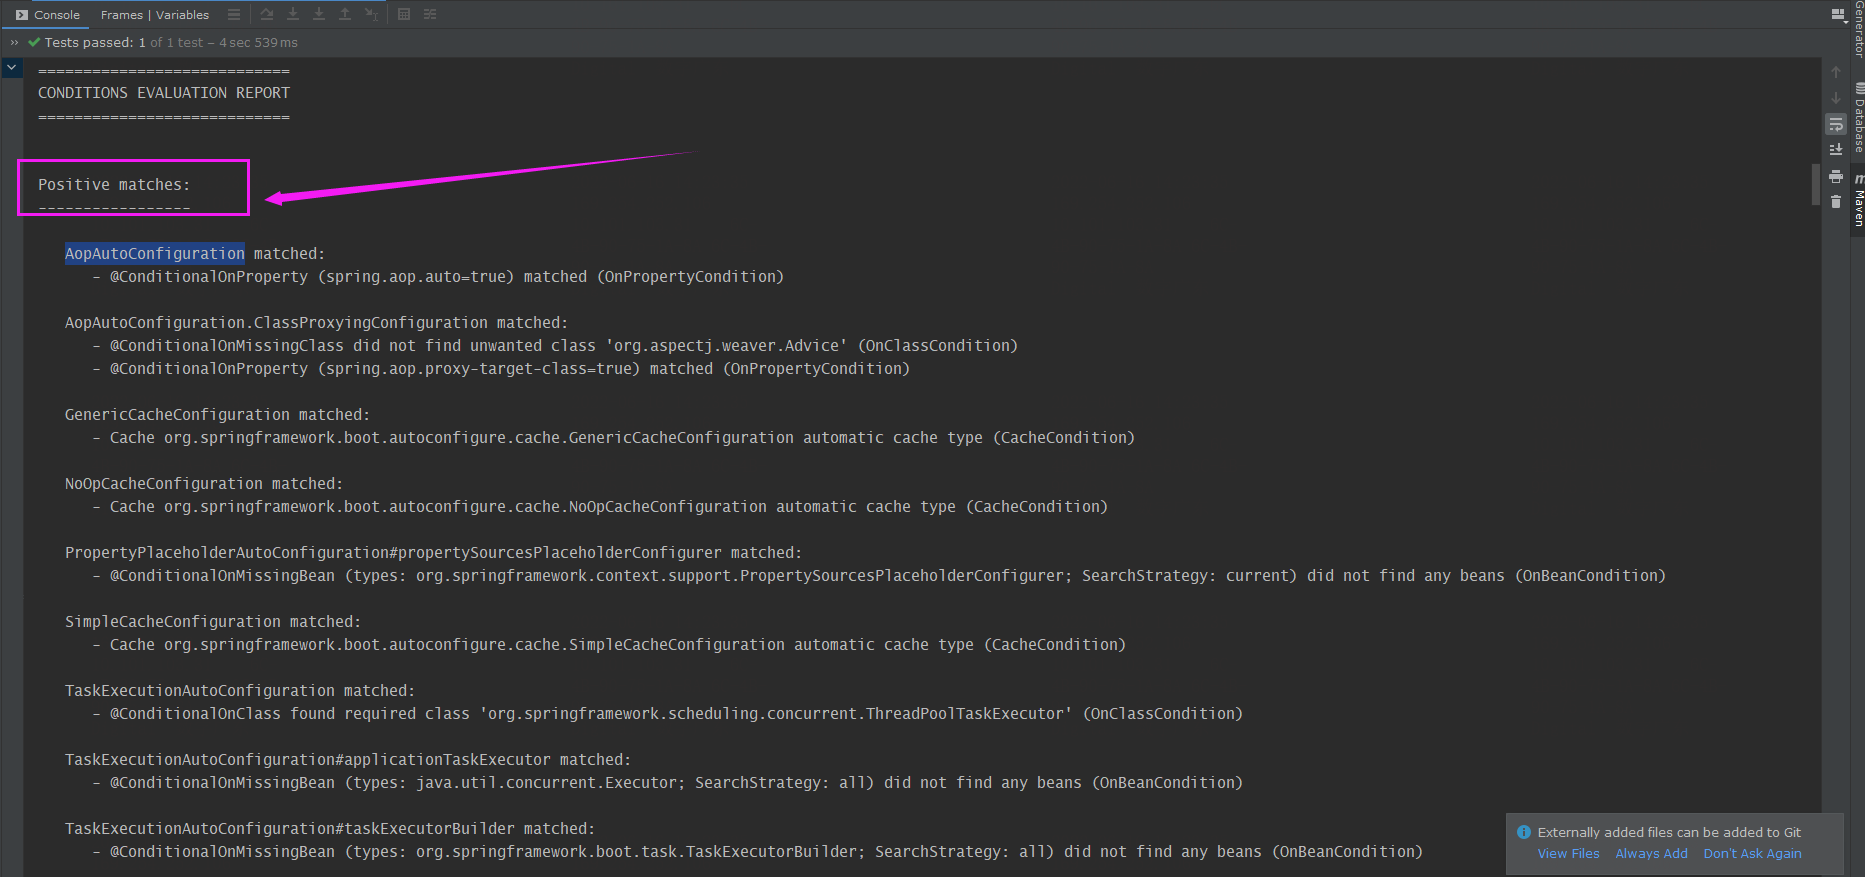 Console
Frames | Variables
Tests passed: 1 of 1 test – 4 sec 539 ms
============================
CONDITIONS EVALUATION REPORT
============================
Positive matches:
-----------------
AopAutoConfiguration matched:
- @ConditionalOnProperty (spring.aop.auto=true) matched (OnPropertyCondition)
AopAutoConfiguration.ClassProxyingConfiguration matched:
- @ConditionalOnMissingClass did not find unwanted class 'org.aspectj.weaver.Advice' (OnClassCondition)
- @ConditionalOnProperty (spring.aop.proxy-target-class=true) matched (OnPropertyCondition)
GenericCacheConfiguration matched:
- Cache org.springframework.boot.autoconfigure.cache.GenericCacheConfiguration automatic cache type (CacheCondition)
NoOpCacheConfiguration matched:
- Cache org.springframework.boot.autoconfigure.cache.NoOpCacheConfiguration automatic cache type (CacheCondition)
PropertyPlaceholderAutoConfiguration#propertySourcesPlaceholderConfigurer matched:
- @ConditionalOnMissingBean (types: org.springframework.context.support.PropertySourcesPlaceholderConfigurer; SearchStrategy: current) did not find any beans (OnBeanCondition)
SimpleCacheConfiguration matched:
- Cache org.springframework.boot.autoconfigure.cache.SimpleCacheConfiguration automatic cache type (CacheCondition)
TaskExecutionAutoConfiguration matched:
- @ConditionalOnClass found required class 'org.springframework.scheduling.concurrent.ThreadPoolTaskExecutor' (OnClassCondition)
TaskExecutionAutoConfiguration#applicationTaskExecutor matched:
- @ConditionalOnMissingBean (types: java.util.concurrent.Executor; SearchStrategy: all) did not find any beans (OnBeanCondition)
TaskExecutionAutoConfiguration#taskExecutorBuilder matched:
- @ConditionalOnMissingBean (types: org.springframework.boot.task.TaskExecutorBuilder; SearchStrategy: all) did not find any beans (OnBeanCondition)
Externally added files can be added to Git
View Files Always Add Don't Ask Again
Generator
Database
Maven